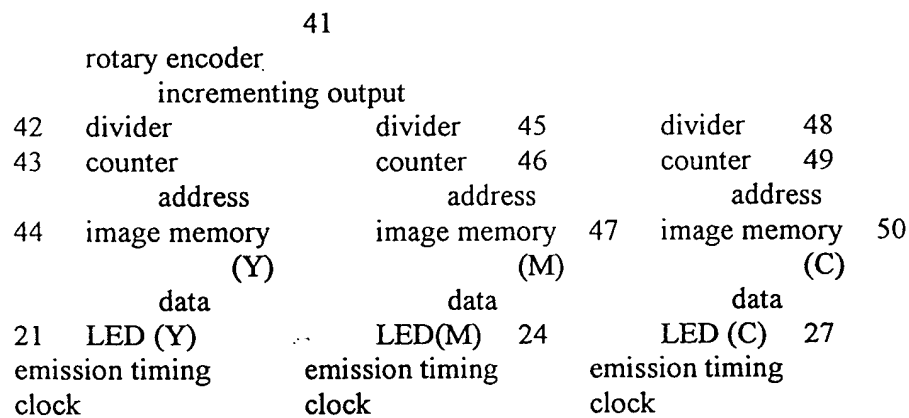 41
rotary encoder
incrementing output
42 divider divider 45 divider 48
43 counter counter 46 counter 49
address address address
44 image memory image memory 47 image memory 50
(Y) (M) (C)
data data data
21 LED (Y) LED(M) 24 LED (C) 27
emission timing emission timing emission timing
clock clock clock